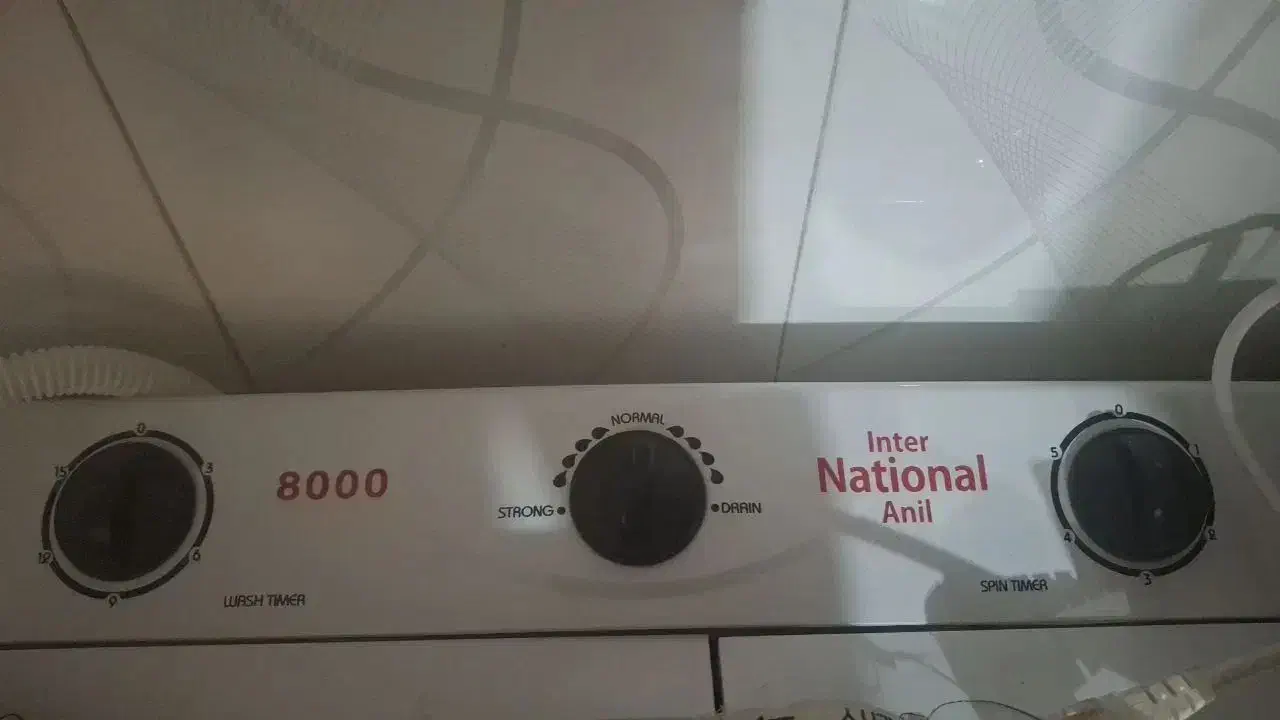 0
3
6
9
12
15
WASH TIMER
8000
NORMAL
STRONG
DRAIN
Inter
National
Anil
0
1
2
3
4
5
SPIN TIMER